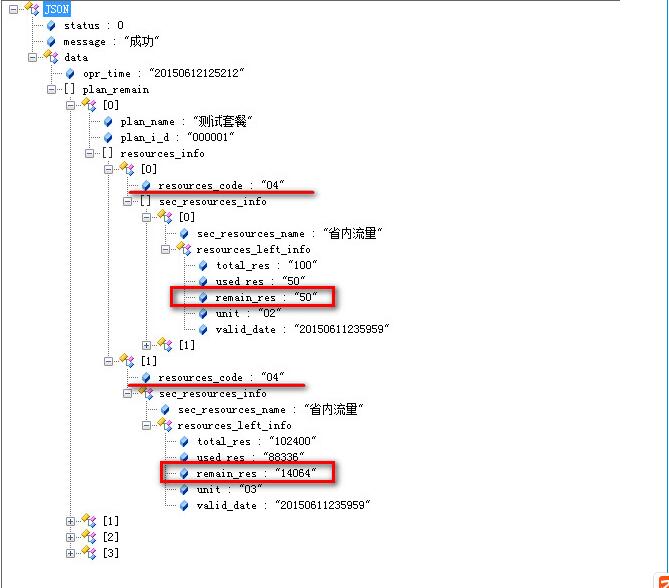 JSON
status : 0
message : "成功"
data
opr_time : "20150612125212"
[] plan_remain
[0]
plan_name : "测试套餐"
plan_i_d : "000001"
[] resources_info
[0]
resources_code : "04"
[] sec_resources_info
[0]
sec_resources_name : "省内流量"
resources_left_info
total_res : "100"
used_res : "50"
remain_res : "50"
unit : "02"
valid_date : "20150611235959"
[1]
[1]
resources_code : "04"
sec_resources_info
sec_resources_name : "省内流量"
resources_left_info
total_res : "102400"
used_res : "88336"
remain_res : "14064"
unit : "03"
valid_date : "20150611235959"
[1]
[2]
[3]